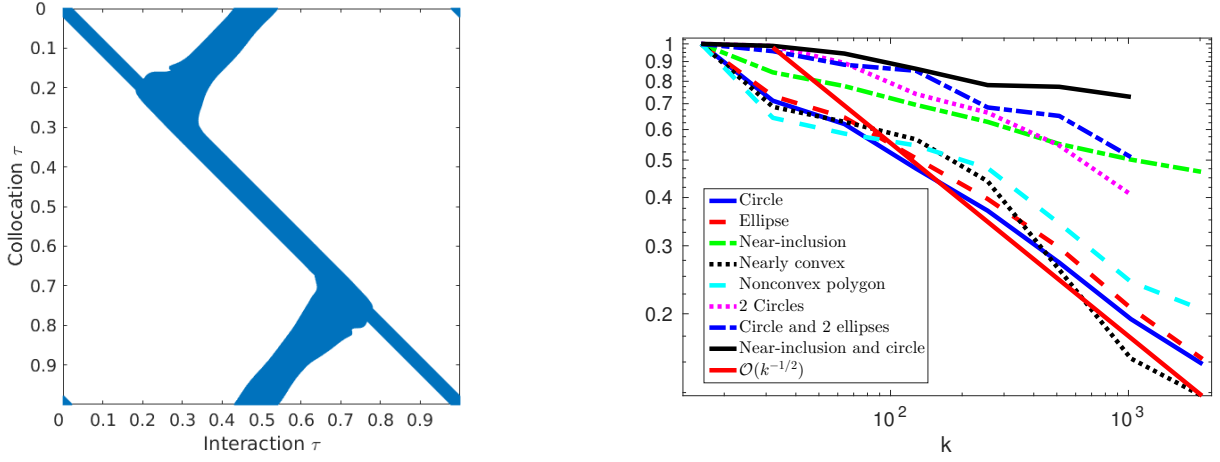 0
0.1
0.2
0.3
0.4
0.5
0.6
0.7
0.8
0.9
Collocation τ
0 0.1 0.2 0.3 0.4 0.5 0.6 0.7 0.8 0.9
Interaction τ
1
0.9
0.8
0.7
0.6
0.5
0.4
0.3
0.2
Circle
Ellipse
Near-inclusion
Nearly convex
Nonconvex polygon
2 Circles
Circle and 2 ellipses
Near-inclusion and circle
𝒪(k^{-1/2})
10^2 10^3
k